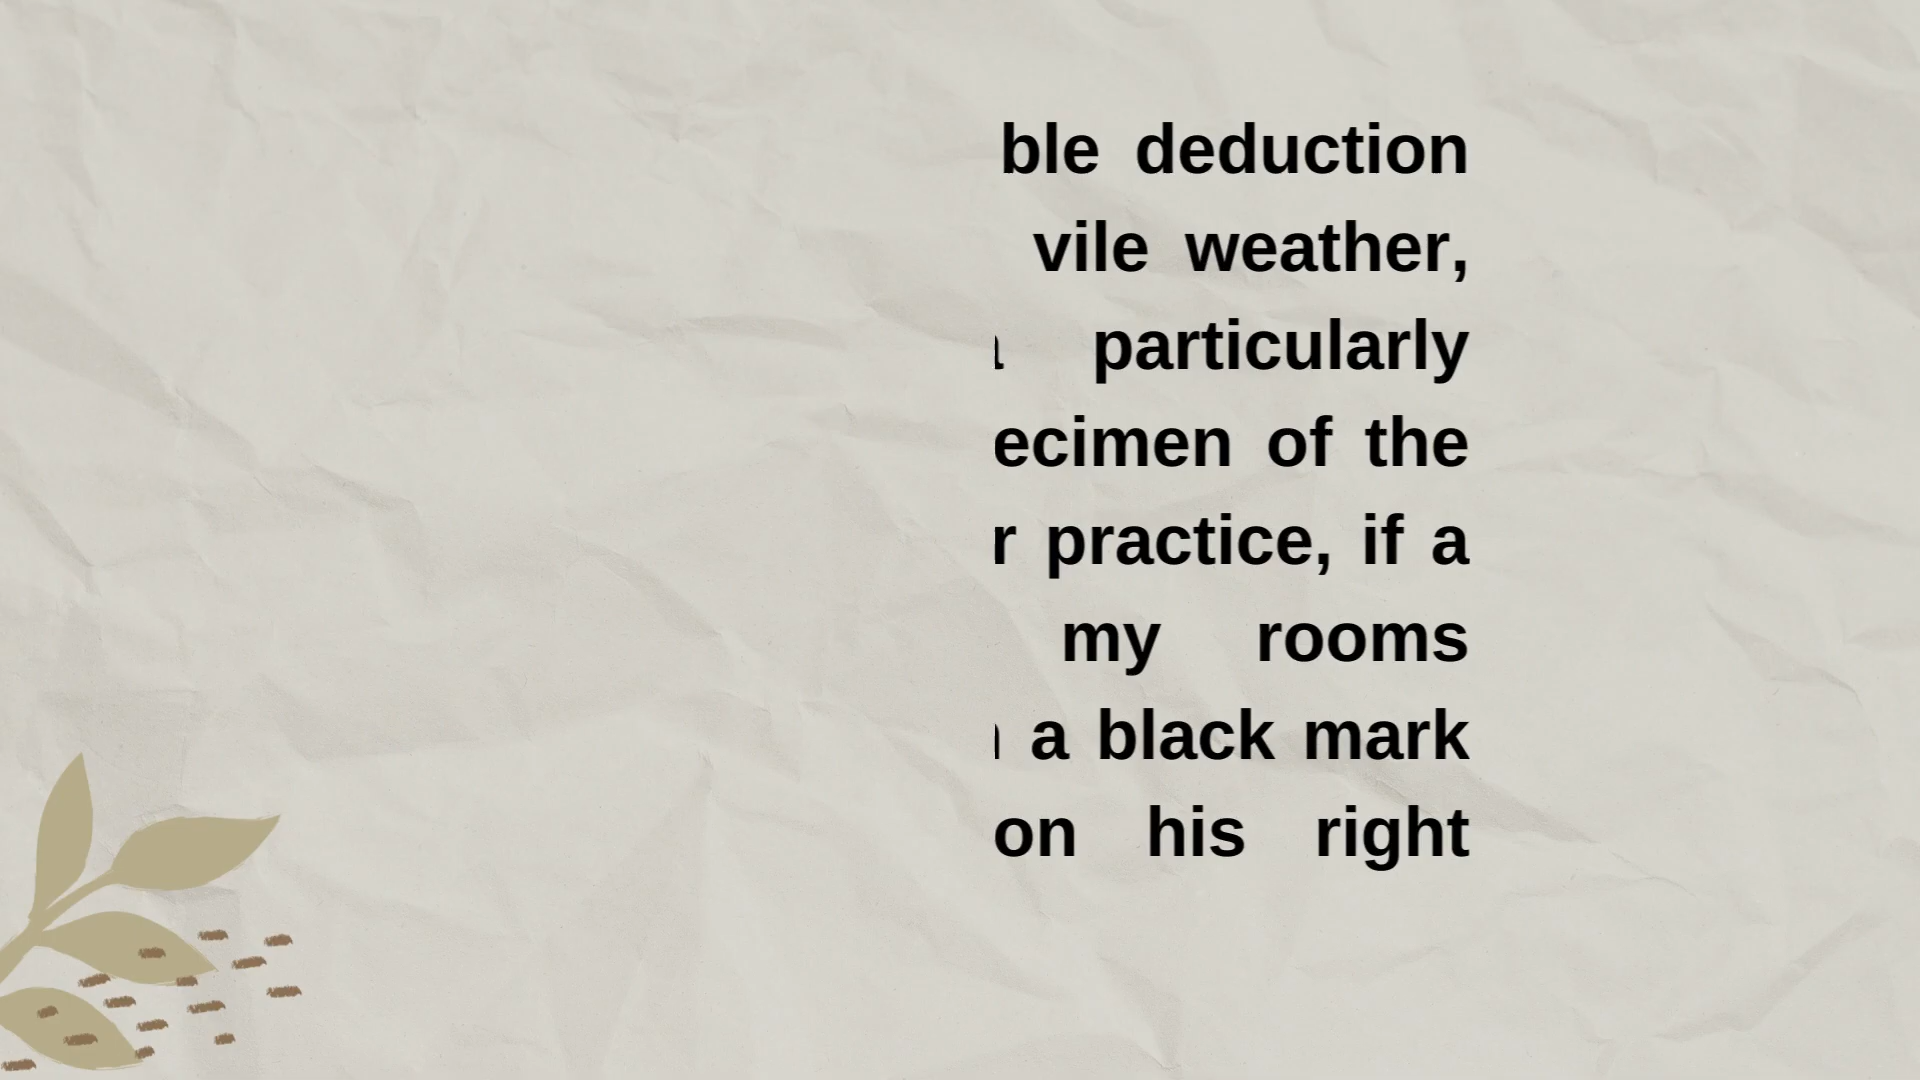 ble deduction
vile weather,
particularly
ecimen of the
r practice, if a
my rooms
a black mark
on his right